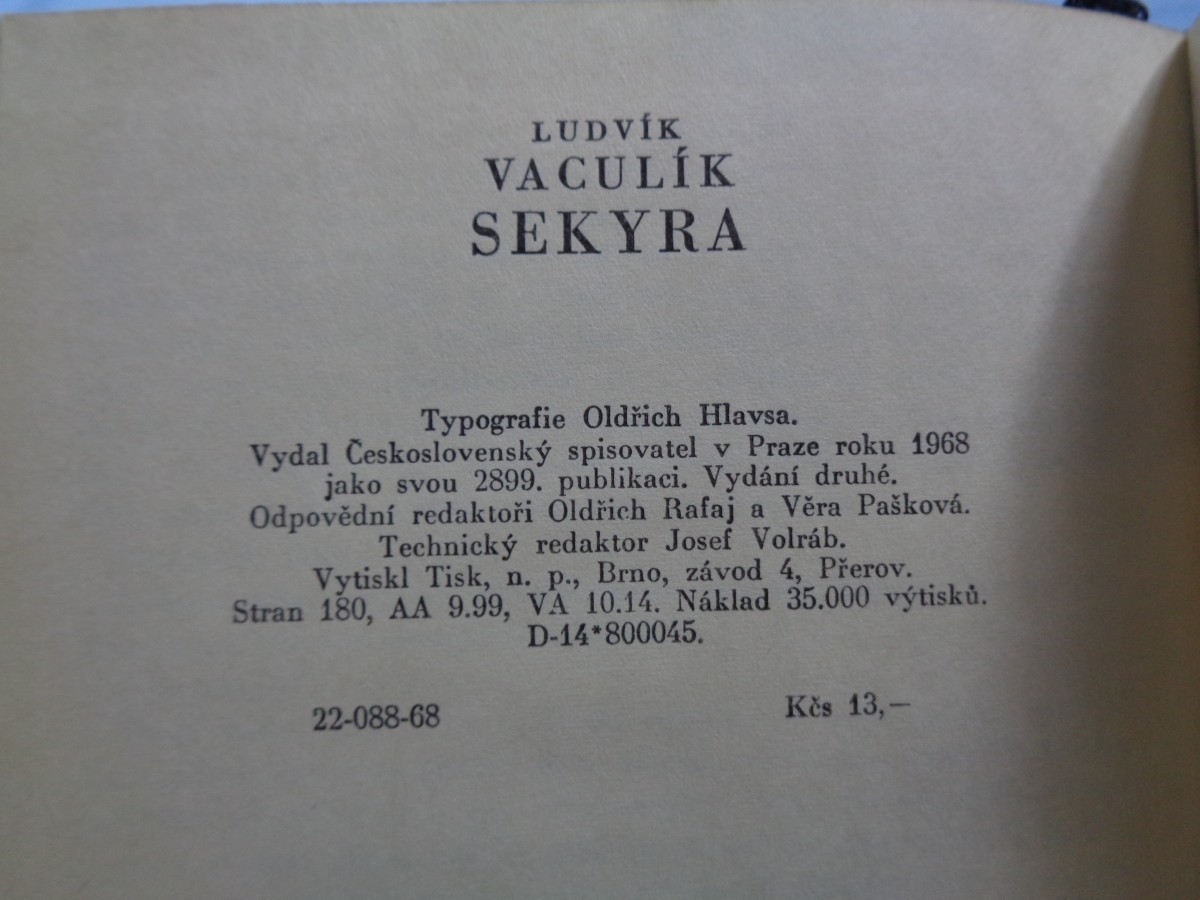 LUDVÍK
VACULÍK
SEKYRA
Typografie Oldřich Hlavsa.
Vydal Československý spisovatel v Praze roku 1968
jako svou 2899. publikaci. Vydání druhé.
Odpovědní redaktoři Oldřich Rafaj a Věra Pašková.
Technický redaktor Josef Volráb.
Vytiskl Tisk, n. p., Brno, závod 4, Přerov.
Stran 180, AA 9.99, VA 10.14. Náklad 35.000 výtisků.
D-14*800045.
22-088-68
Kčs 13,—